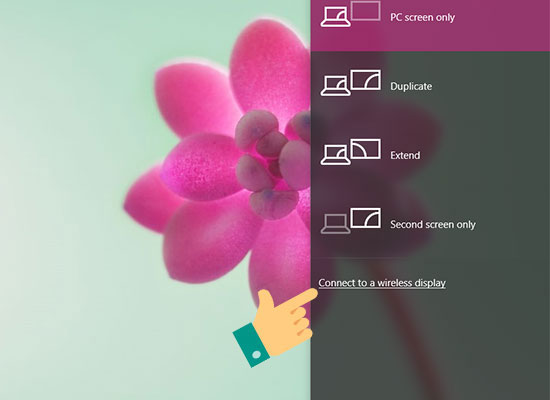 PC screen only
Duplicate
Extend
Second screen only
Connect to a wireless display